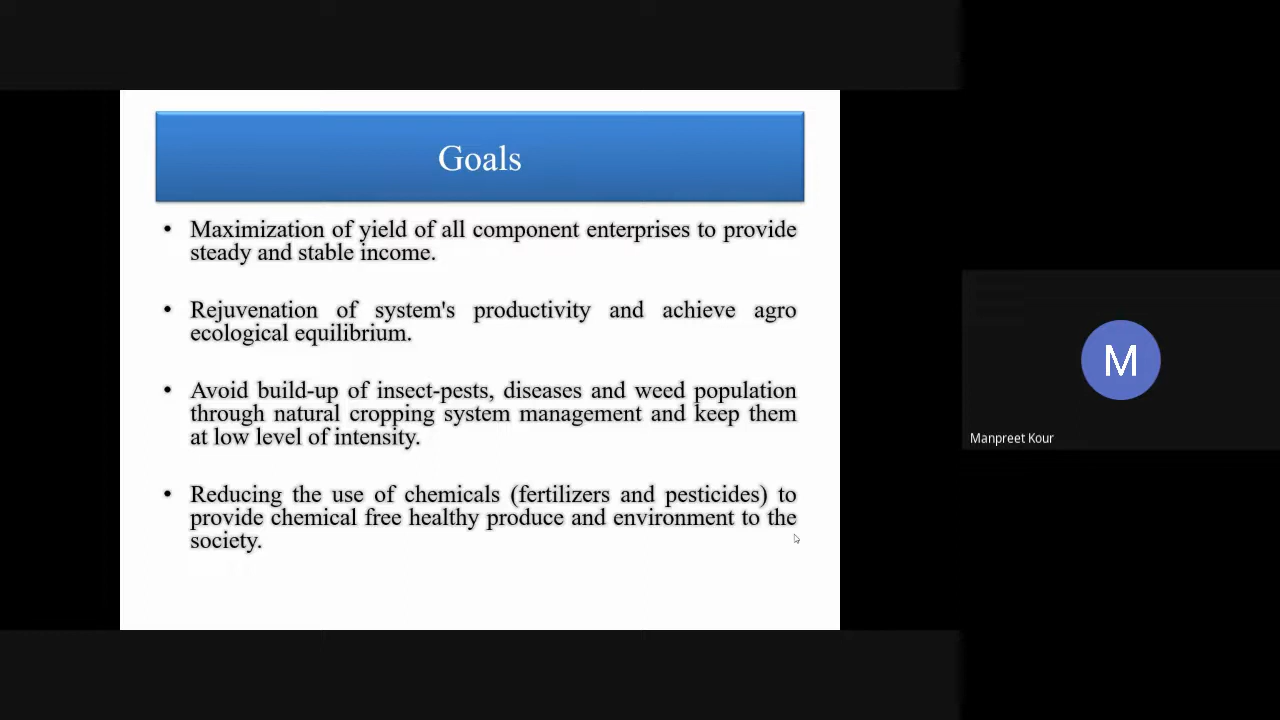 Goals
• Maximization of yield of all component enterprises to provide
steady and stable income.
• Rejuvenation of system's productivity and achieve agro
ecological equilibrium.
• Avoid build-up of insect-pests, diseases and weed population
through natural cropping system management and keep them
at low level of intensity.
• Reducing the use of chemicals (fertilizers and pesticides) to
provide chemical free healthy produce and environment to the
society.
M
Manpreet Kour